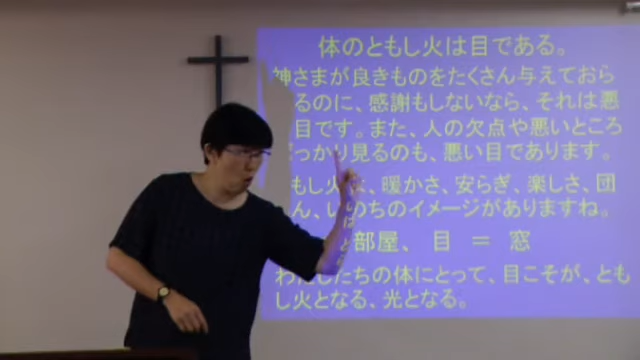 体のともし火は目である。
神さまが良きものをたくさん与えておら
るのに、感謝もしないなら、それは悪
目です。また、人の欠点や悪いところ
っかり見るのも、悪い目であります。
もし火は、暖かさ、安らぎ、楽しさ、団
ん、いのちのイメージがありますね。
部屋、 目 = 窓
わたしたちの体にとって、目こそが、とも
し火となる、光となる。